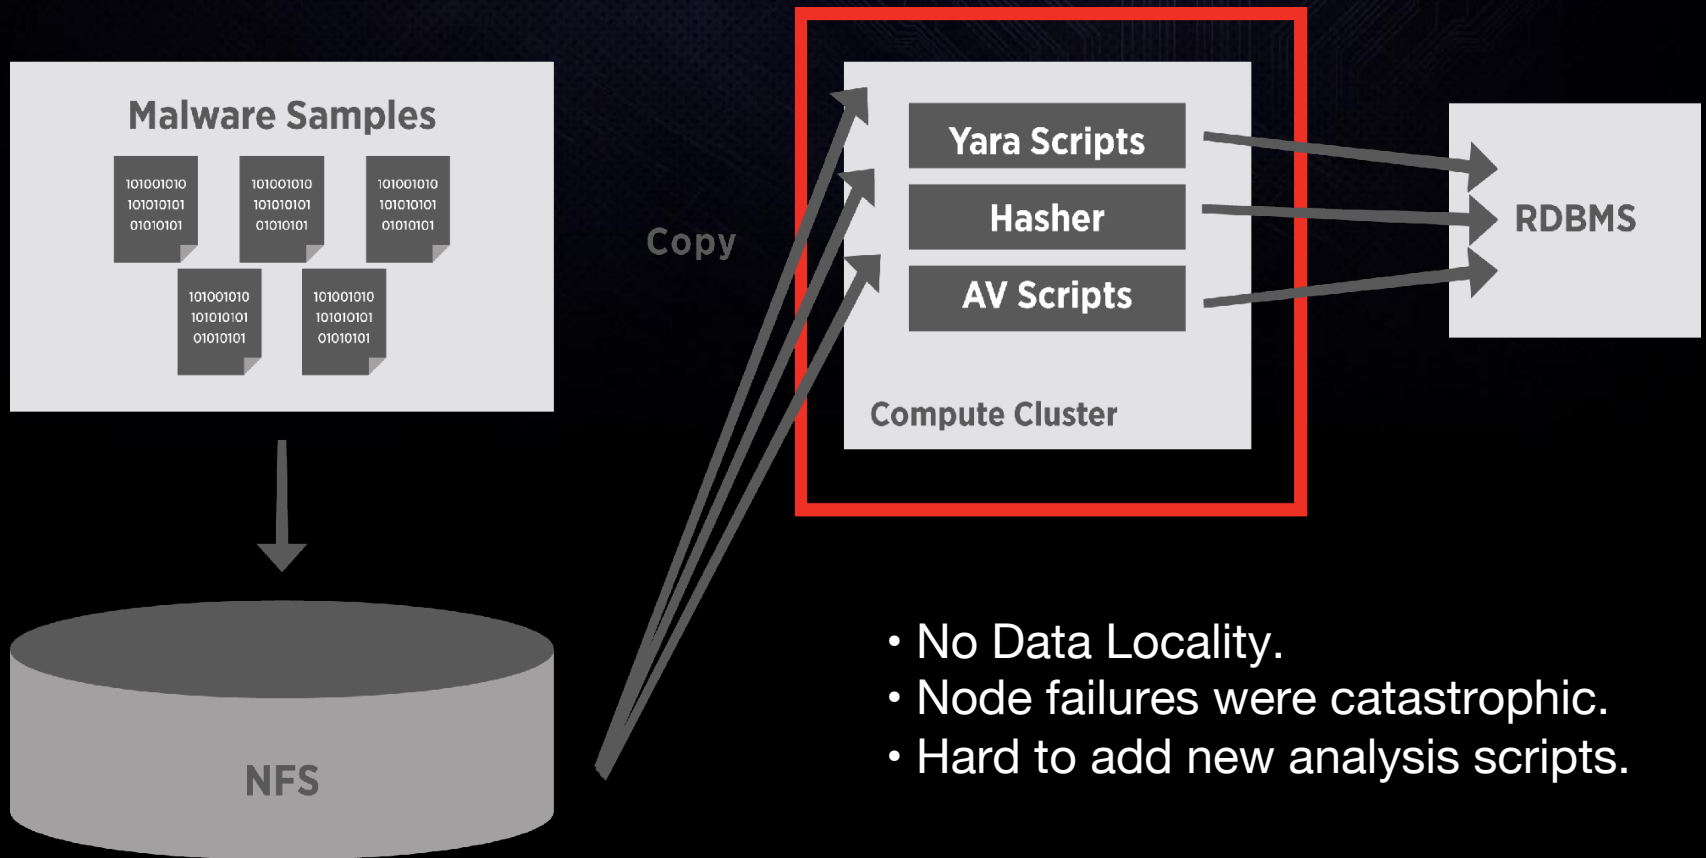 Malware Samples
101001010
101010101
01010101
101001010
101010101
01010101
101001010
101010101
01010101
101001010
101010101
01010101
101001010
101010101
01010101
Copy
Yara Scripts
Hasher
AV Scripts
Compute Cluster
RDBMS
NFS
• No Data Locality.
• Node failures were catastrophic.
• Hard to add new analysis scripts.